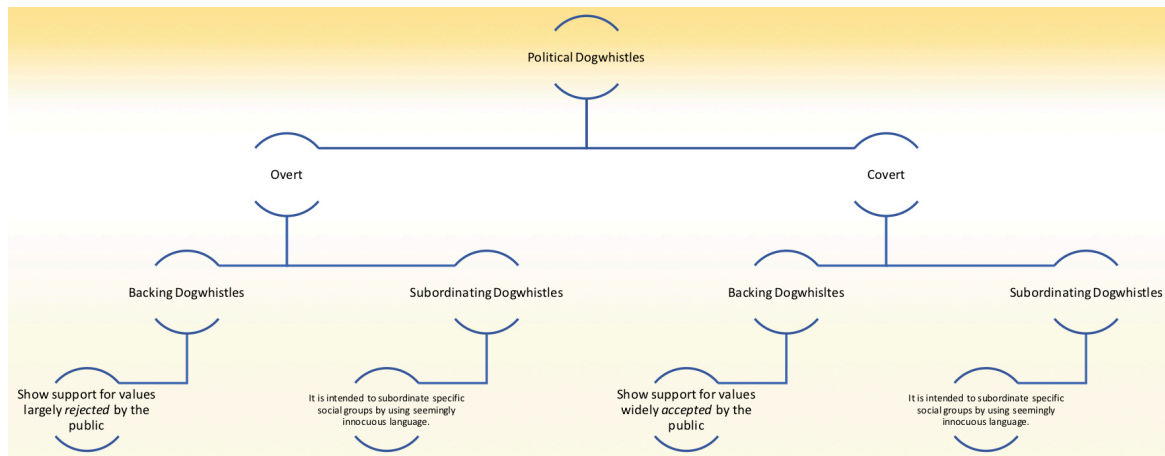 Political Dogwhistles
Overt
Covert
Backing Dogwhistles
Subordinating Dogwhistles
Backing Dogwhisltes
Subordinating Dogwhistles
Show support for values
largely rejected by the
public
It is intended to subordinate specific
social groups by using seemingly
innocuous language.
Show support for values
widely accepted by the
public
It is intended to subordinate specific
social groups by using seemingly
innocuous language.